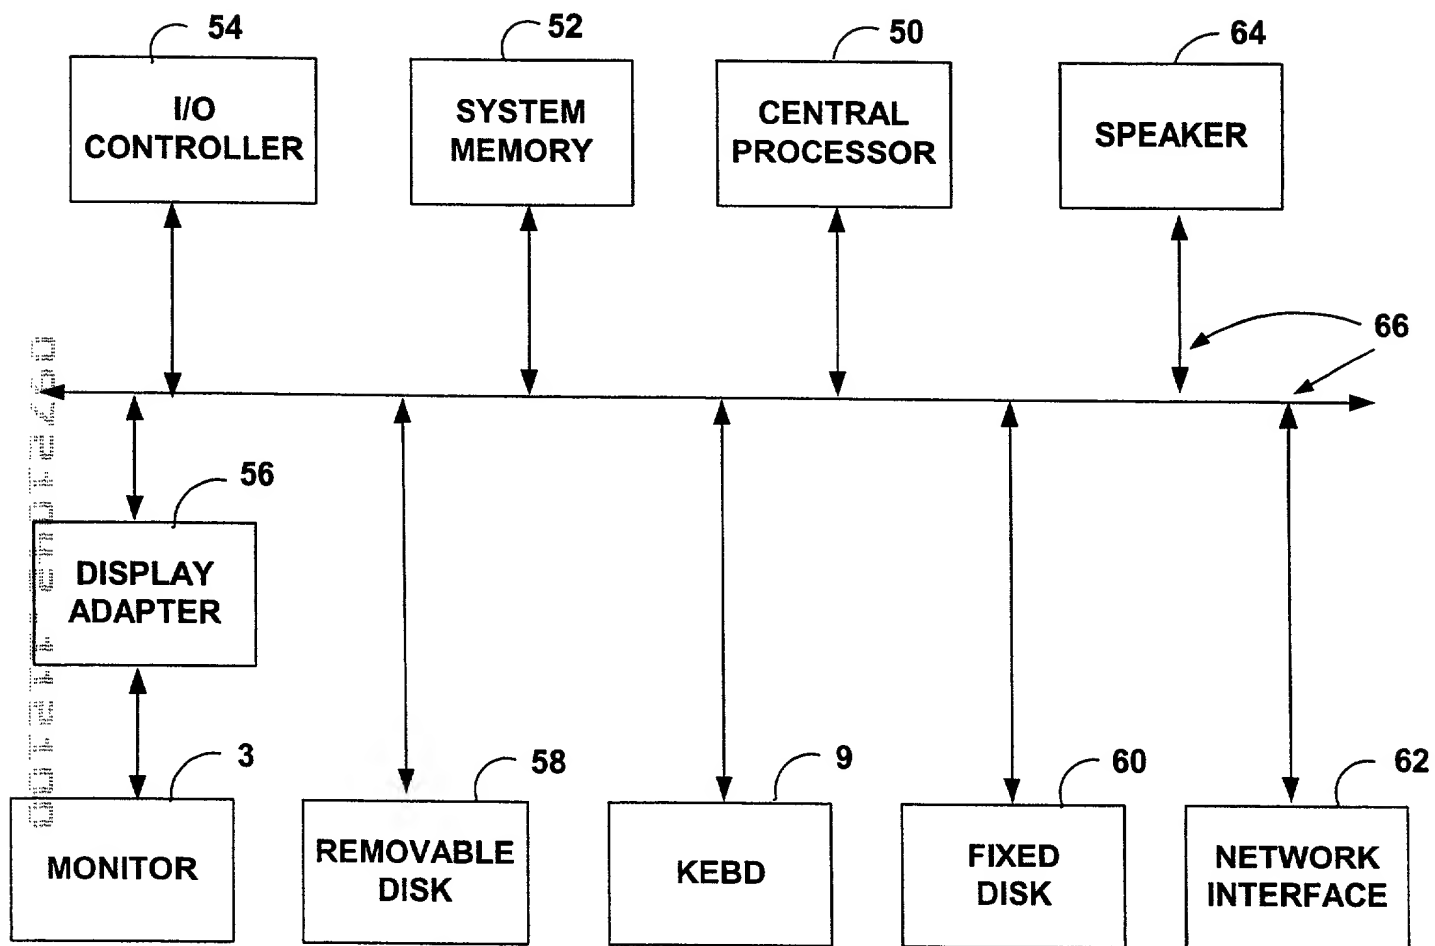 54
52
50
64
I/O
CONTROLLER
SYSTEM
MEMORY
CENTRAL
PROCESSOR
SPEAKER
66
56
DISPLAY
ADAPTER
3
58
9
60
62
MONITOR
REMOVABLE
DISK
KEBD
FIXED
DISK
NETWORK
INTERFACE